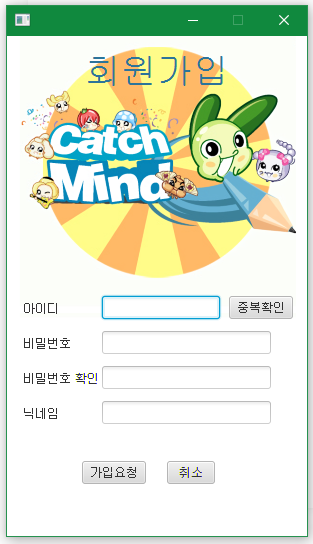 회원가입
Catch
Mind
아이디 중복확인
비밀번호
비밀번호 확인
닉네임
가입요청 취소